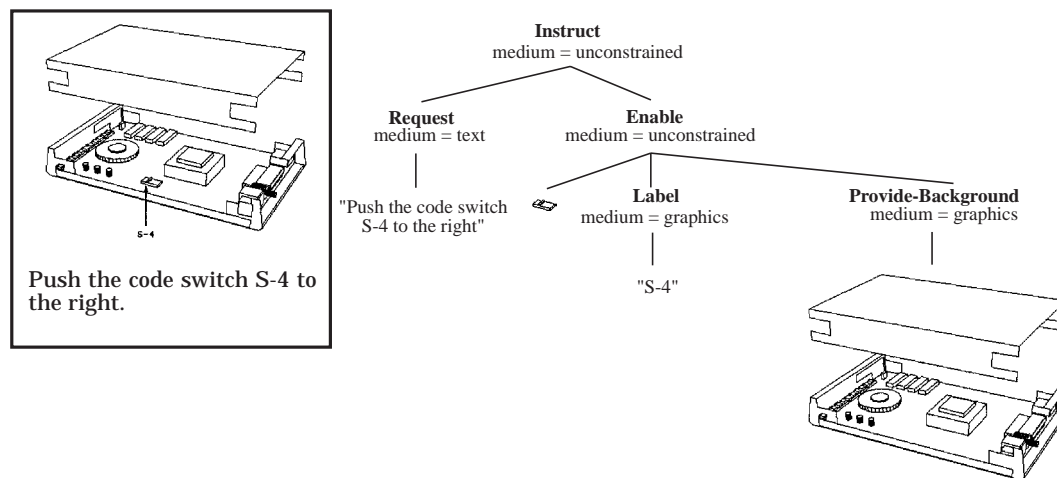 S-4
Push the code switch S-4 to
the right.
Instruct
medium = unconstrained
Request
medium = text
Enable
medium = unconstrained
"Push the code switch
S-4 to the right"
Label
medium = graphics
"S-4"
Provide-Background
medium = graphics